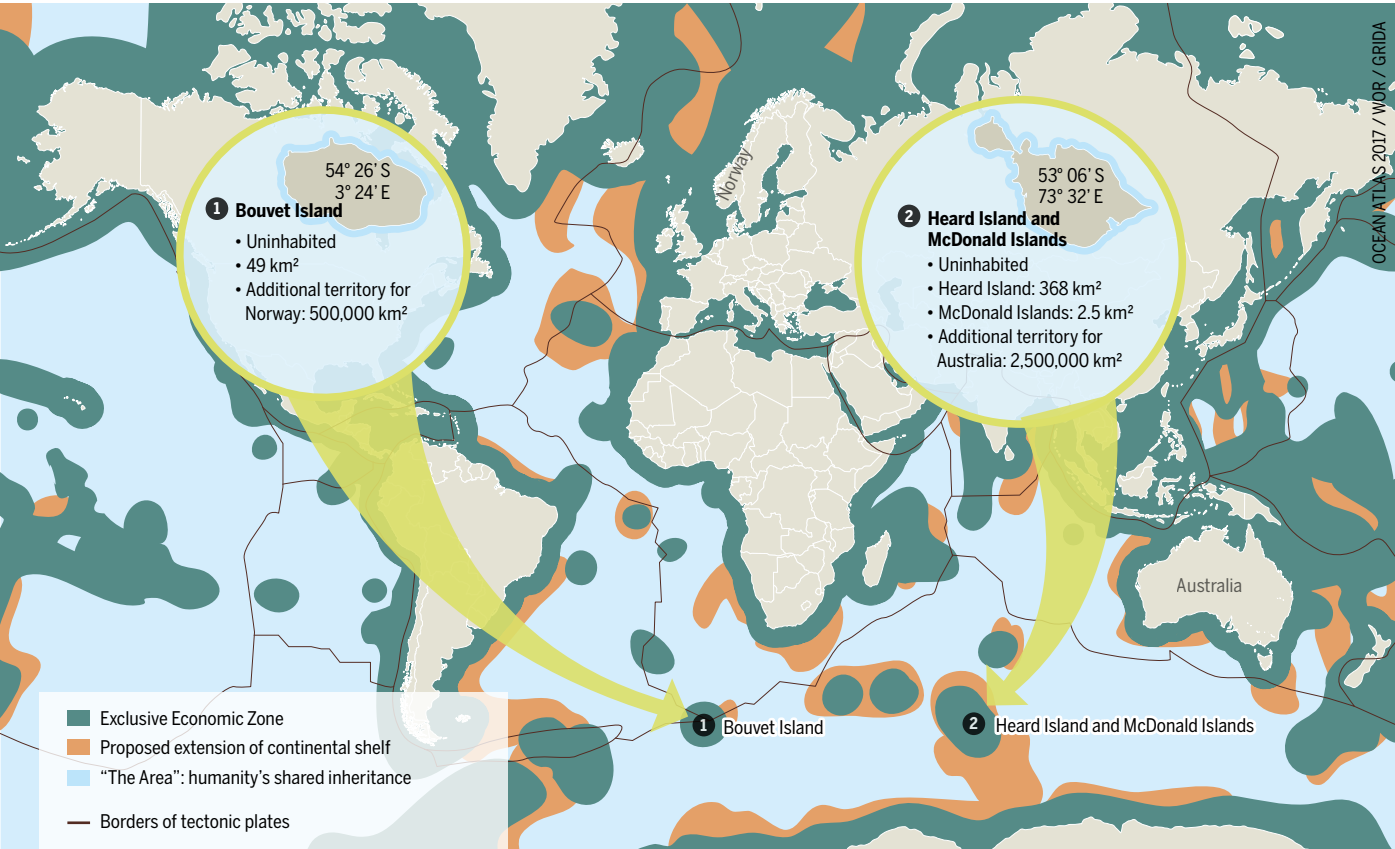 OCEAN ATLAS 2017 / WOR / GRIDA
54° 26’ S
3° 24’ E
1 Bouvet Island
• Uninhabited
• 49 km²
• Additional territory for
Norway: 500,000 km²
Norway
53° 06’ S
73° 32’ E
2 Heard Island and
McDonald Islands
• Uninhabited
• Heard Island: 368 km²
• McDonald Islands: 2.5 km²
• Additional territory for
Australia: 2,500,000 km²
Australia
1 Bouvet Island
2 Heard Island and McDonald Islands
Exclusive Economic Zone
Proposed extension of continental shelf
“The Area”: humanity’s shared inheritance
Borders of tectonic plates